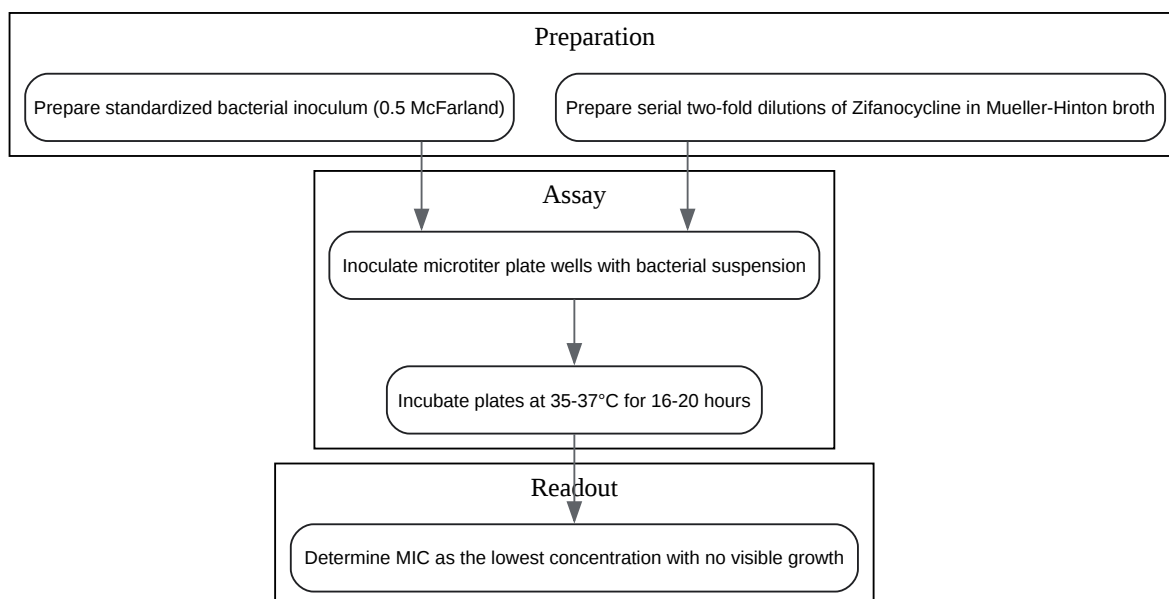 Preparation
Prepare standardized bacterial inoculum (0.5 McFarland)
Prepare serial two-fold dilutions of Zifanocycline in Mueller-Hinton broth
Assay
Inoculate microtiter plate wells with bacterial suspension
Incubate plates at 35-37°C for 16-20 hours
Readout
Determine MIC as the lowest concentration with no visible growth